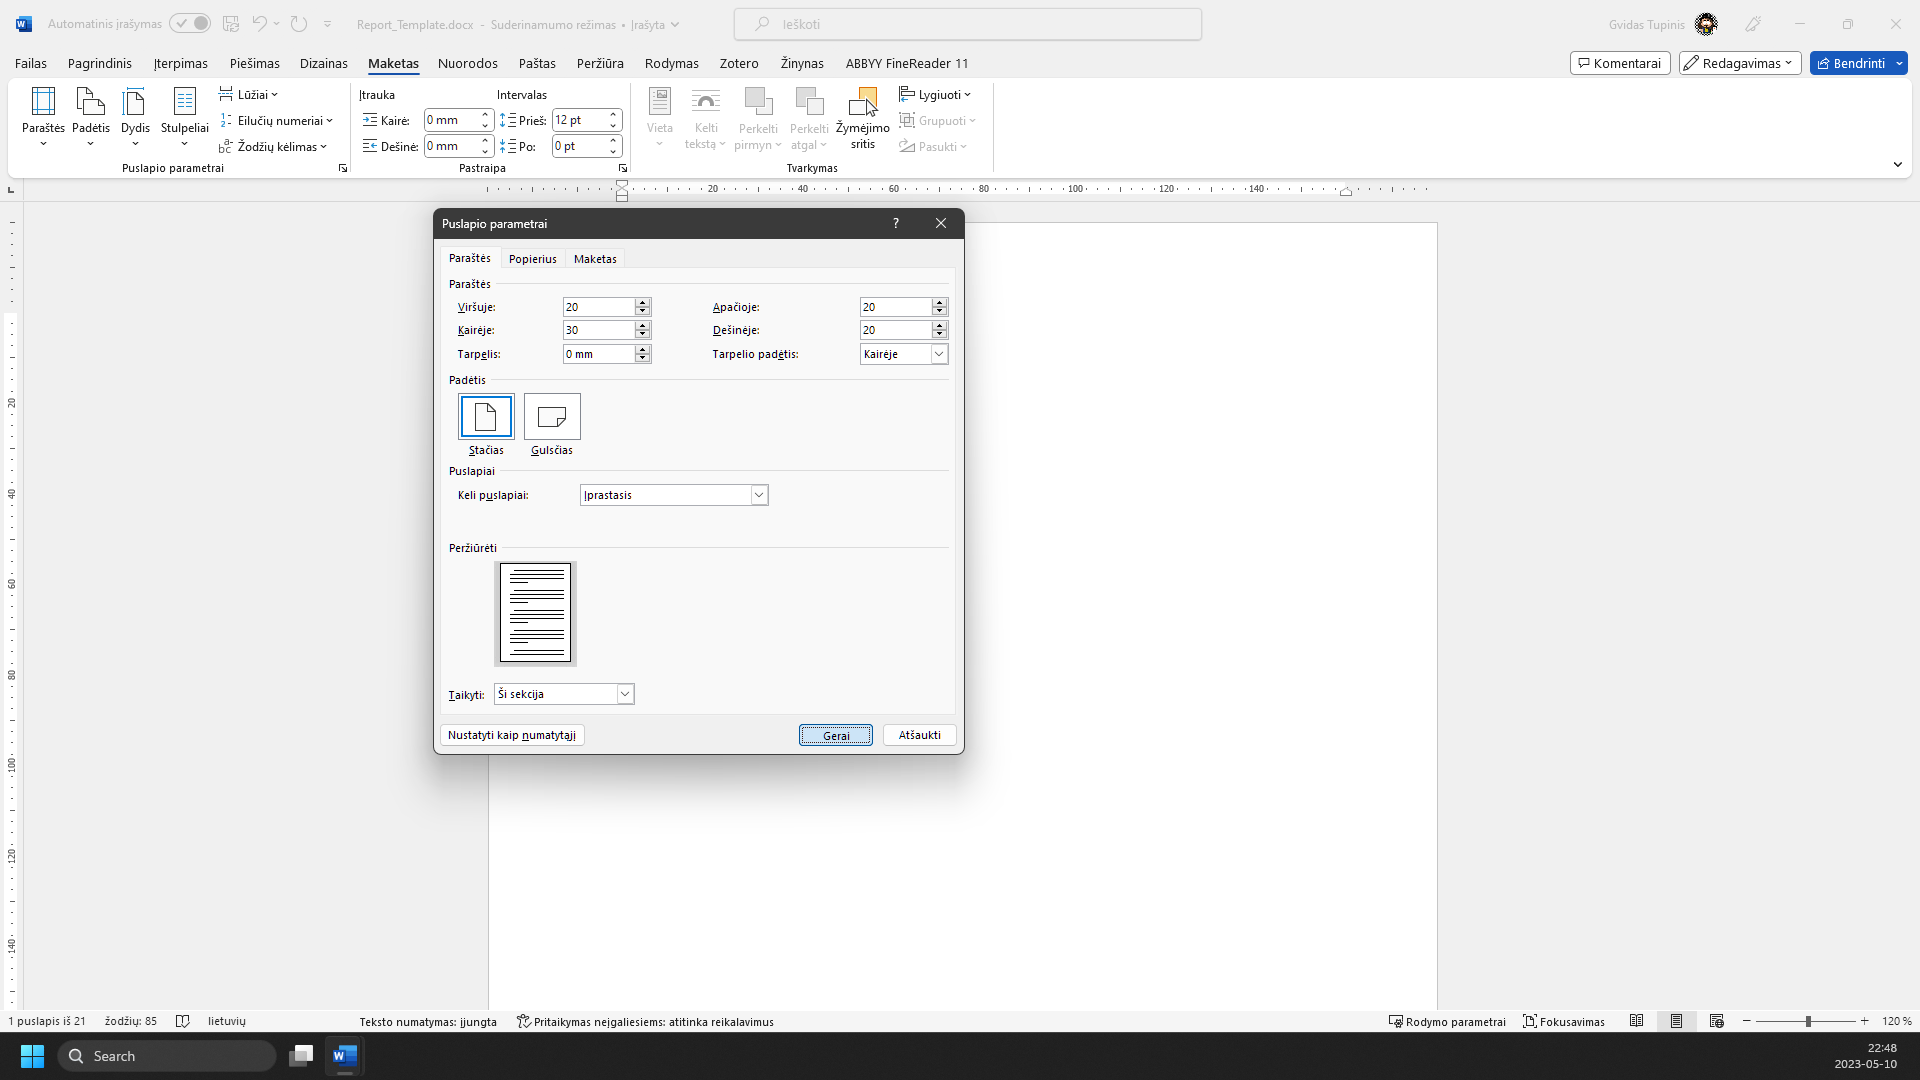 Automatinis įrašymas
Report_Template.docx - Suderinamumo režimas • Įrašyta
Ieškoti
Gvidas Tupinis
Failas Pagrindinis Įterpimas Piešimas Dizainas Maketas Nuorodos Paštas Peržiūra Rodymas Zotero Žinynas ABBYY FineReader 11
Komentarai Redagavimas Bendrinti
Paraštės Padėtis Dydis Stulpeliai
Lūžiai
Eilučių numeriai
Žodžių kėlimas
Puslapio parametrai
Įtrauka Intervalas
Kairė: 0 mm Prieš: 12 pt
Dešinė: 0 mm Po: 0 pt
Pastraipa
Vieta
Kelti tekstą
Perkelti pirmyn
Perkelti atgal
Žymėjimo sritis
Lygiuoti
Grupuoti
Pasukti
Tvarkymas
20 40 60 80 100 120 140
Puslapio parametrai ?
Paraštės Popierius Maketas
Paraštės
Viršuje: 20 Apačioje: 20
Kairėje: 30 Dešinėje: 20
Tarpelis: 0 mm Tarpelio padėtis: Kairėje
Padėtis
Stačias Gulsčias
Puslapiai
Keli puslapiai: Įprastasis
Peržiūrėti
Taikyti: Ši sekcija
Nustatyti kaip numatytąjį Gerai Atšaukti
20
40
60
80
100
120
140
1 puslapis iš 21 žodžių: 85 lietuvių Teksto numatymas: įjungta Pritaikymas neįgaliesiems: atitinka reikalavimus Rodymo parametrai Fokusavimas 120 %
Search
22:48
2023-05-10